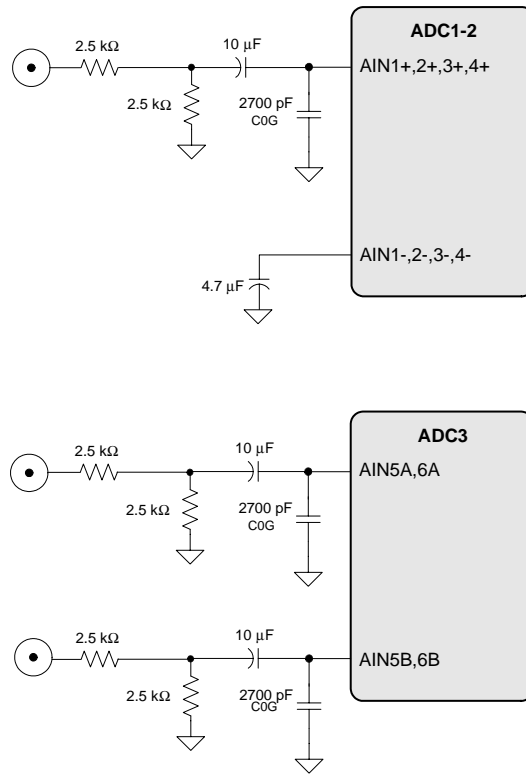 ADC1-2
2.5 kΩ
10 µF
AIN1+,2+,3+,4+
2.5 kΩ
2700 pF
C0G
AIN1-,2-,3-,4-
4.7 µF
ADC3
2.5 kΩ
10 µF
AIN5A,6A
2.5 kΩ
2700 pF
C0G
2.5 kΩ
10 µF
AIN5B,6B
2.5 kΩ
2700 pF
C0G